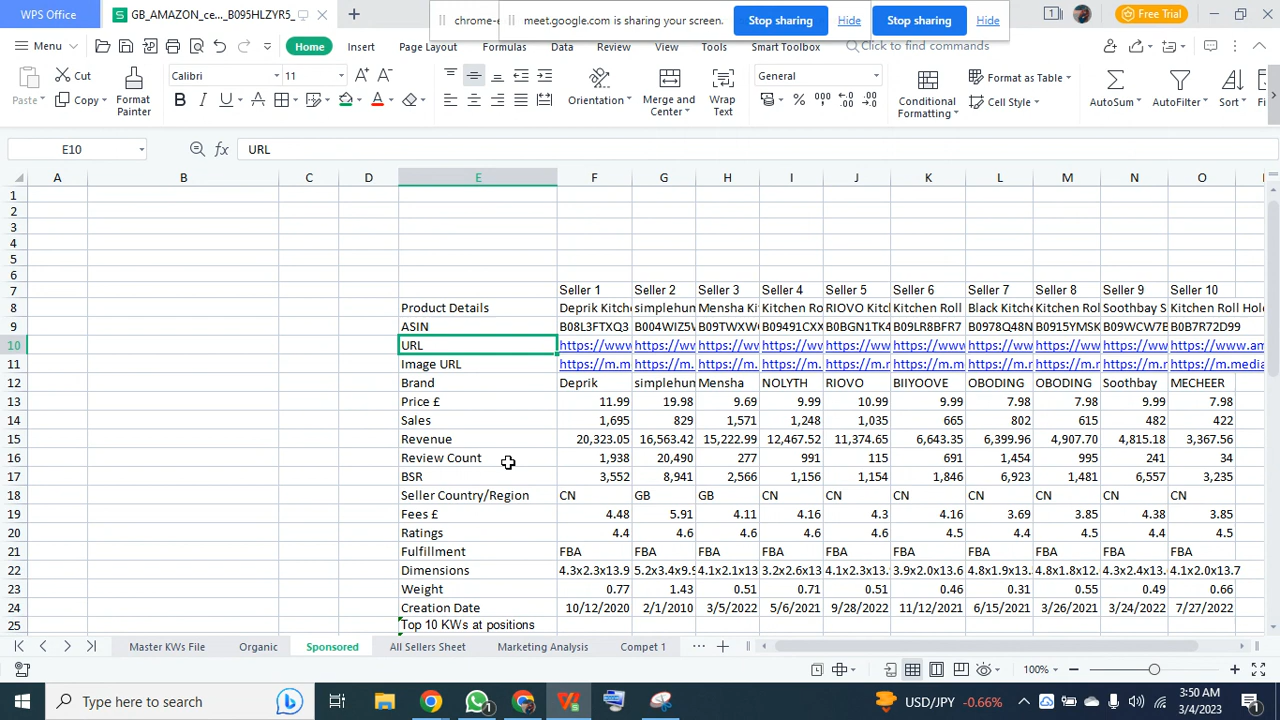 WPS Office
GB_AMAZON_ce..._B095HLZYR5_
chrome-e
meet.google.com is sharing your screen.
Stop sharing
Hide
Stop sharing
Hide
Free Trial
Menu
Home
Insert
Page Layout
Formulas
Data
Review
Tools
Smart Toolbox
Click to find commands
Paste
Cut
Copy
Format Painter
Calibri
11
Orientation
Merge and Center
Wrap Text
General
Conditional Formatting
Format as Table
Cell Style
AutoSum
AutoFilter
Sort
E10
URL
A B C D E F G H I J K L M N O
1
2
3
4
5
6
7 Seller 1 Seller 2 Seller 3 Seller 4 Seller 5 Seller 6 Seller 7 Seller 8 Seller 9 Seller 10
8 Product Details Deprik Kitche simplehum Mensha Kit Kitchen Ro RIOVO Kitc Kitchen Roll Black Kitche Kitchen Rol Soothbay S Kitchen Roll Hol
9 ASIN B08L3FTXQ3 B004WIZ5V B09TWXW B09491CXX B0BGN1TK4 B09LR8BFR7 B0978Q48N B0915YMSK B09WCW7E B0B7R72D99
10 URL https://www https://ww https://ww https://ww https://ww https://www https://ww https://ww https://ww https://www.am
11 Image URL https://m.m https://m. https://m. https://m. https://m. https://m.m https://m. https://m.r https://m. https://m.media
12 Brand Deprik simplehum Mensha NOLYTH RIOVO BIIYOOVE OBODING OBODING Soothbay MECHEER
13 Price £ 11.99 19.98 9.69 9.99 10.99 9.99 7.98 7.98 9.99 7.98
14 Sales 1,695 829 1,571 1,248 1,035 665 802 615 482 422
15 Revenue 20,323.05 16,563.42 15,222.99 12,467.52 11,374.65 6,643.35 6,399.96 4,907.70 4,815.18 3,367.56
16 Review Count 1,938 20,490 277 991 115 691 1,454 995 241 34
17 BSR 3,552 8,941 2,566 1,156 1,154 1,846 6,923 1,481 6,557 2,235
18 Seller Country/Region CN GB GB CN CN CN CN CN CN CN
19 Fees £ 4.48 5.91 4.11 4.16 4.3 4.16 3.69 3.85 4.38 3.85
20 Ratings 4.4 4.6 4.6 4.6 4.6 4.5 4.4 4.5 4.4 4.5
21 Fulfillment FBA FBA FBA FBA FBA FBA FBA FBA FBA FBA
22 Dimensions 4.3x2.3x13.9 5.2x3.4x9.9 4.1x2.1x13 3.2x2.6x13 4.1x2.3x13. 3.9x2.0x13.6 4.8x1.9x13. 4.8x1.8x12. 4.3x2.4x13. 4.1x2.0x13.7
23 Weight 0.77 1.43 0.51 0.71 0.51 0.46 0.31 0.55 0.49 0.66
24 Creation Date 10/12/2020 2/1/2010 3/5/2022 5/6/2021 9/28/2022 11/12/2021 6/15/2021 3/26/2021 3/24/2022 7/27/2022
25 Top 10 KWs at positions
Master KWs File
Organic
Sponsored
All Sellers Sheet
Marketing Analysis
Compet 1
100%
Type here to search
USD/JPY -0.66%
3:50 AM
3/4/2023